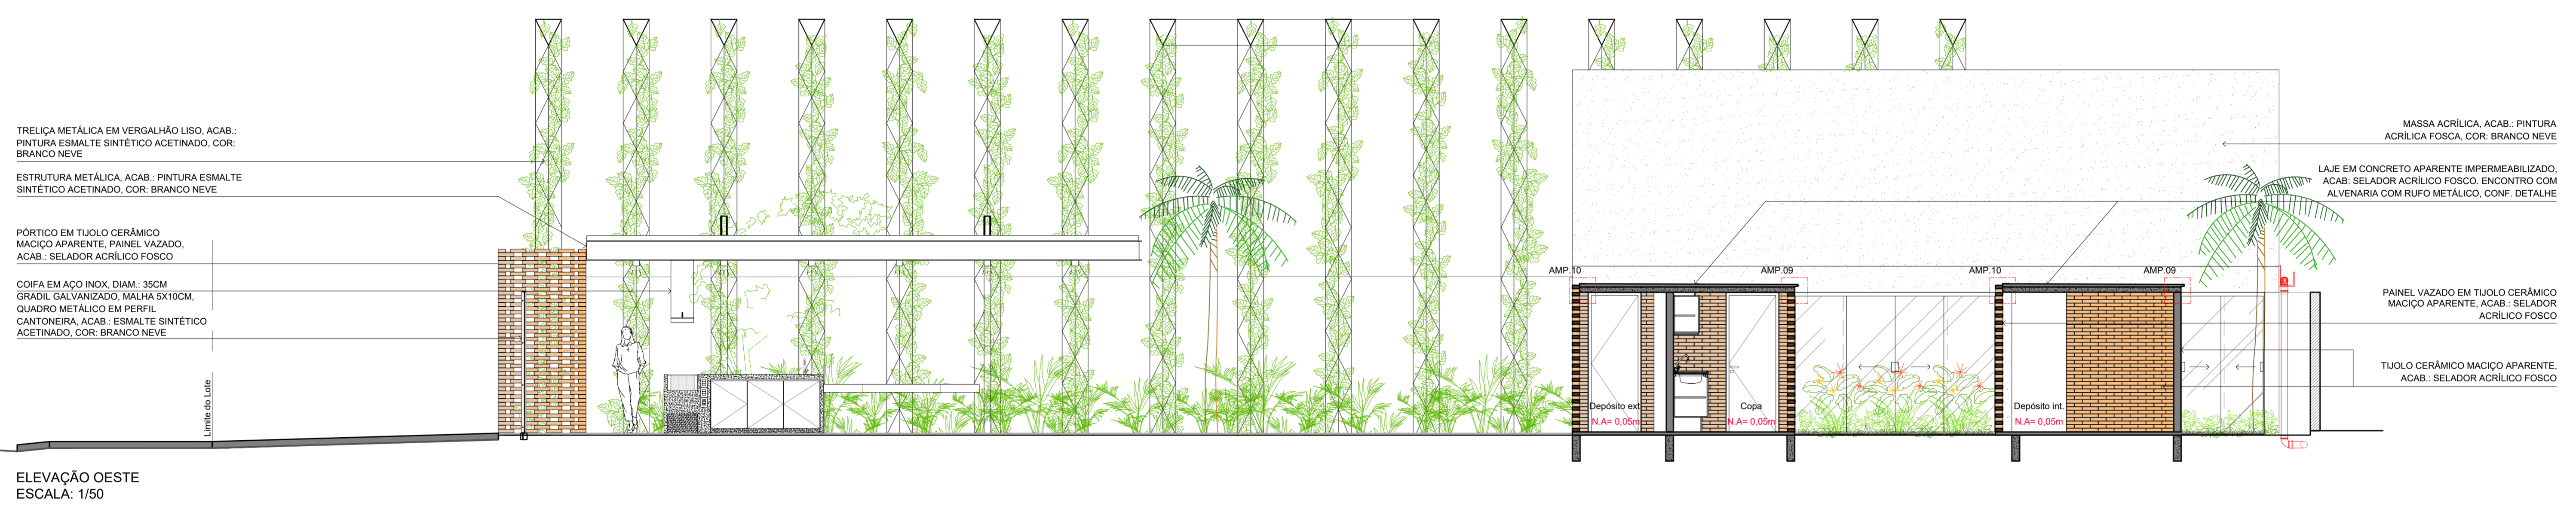 TRELIÇA METÁLICA EM VERGALHÃO LISO, ACAB.:
PINTURA ESMALTE SINTÉTICO ACETINADO, COR:
BRANCO NEVE
ESTRUTURA METÁLICA, ACAB.: PINTURA ESMALTE
SINTÉTICO ACETINADO, COR: BRANCO NEVE
PÓRTICO EM TIJOLO CERÂMICO
MACIÇO APARENTE, PAINEL VAZADO,
ACAB.: SELADOR ACRÍLICO FOSCO
COIFA EM AÇO INOX, DIAM.: 35CM
GRADIL GALVANIZADO, MALHA 5X10CM,
QUADRO METÁLICO EM PERFIL
CANTONEIRA, ACAB.: ESMALTE SINTÉTICO
ACETINADO, COR: BRANCO NEVE
Limite do Lote
AMP.10
AMP.09
AMP.10
AMP.09
Depósito ext.
N.A= 0,05m
Copa
N.A= 0,05m
Depósito int.
N.A= 0,05m
MASSA ACRÍLICA, ACAB.: PINTURA
ACRÍLICA FOSCA, COR: BRANCO NEVE
LAJE EM CONCRETO APARENTE IMPERMEABILIZADO,
ACAB: SELADOR ACRÍLICO FOSCO. ENCONTRO COM
ALVENARIA COM RUFO METÁLICO, CONF. DETALHE
PAINEL VAZADO EM TIJOLO CERÂMICO
MACIÇO APARENTE, ACAB.: SELADOR
ACRÍLICO FOSCO
TIJOLO CERÂMICO MACIÇO APARENTE,
ACAB.: SELADOR ACRÍLICO FOSCO
ELEVAÇÃO OESTE
ESCALA: 1/50